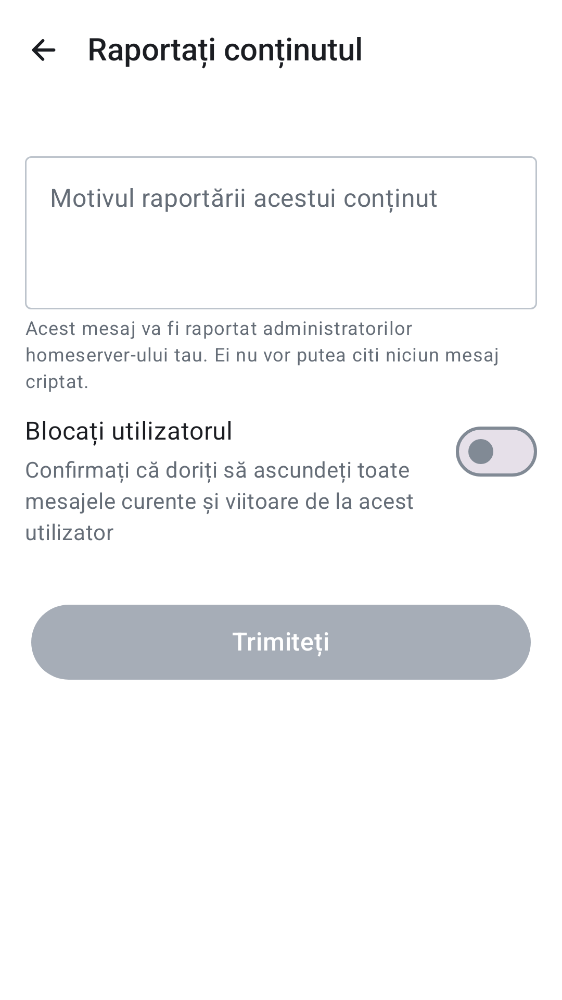 Raportați conținutul
Motivul raportării acestui conținut
Acest mesaj va fi raportat administratorilor
homeserver-ului tau. Ei nu vor putea citi niciun mesaj
criptat.
Blocați utilizatorul
Confirmați că doriți să ascundeți toate
mesajele curente și viitoare de la acest
utilizator
Trimiteți